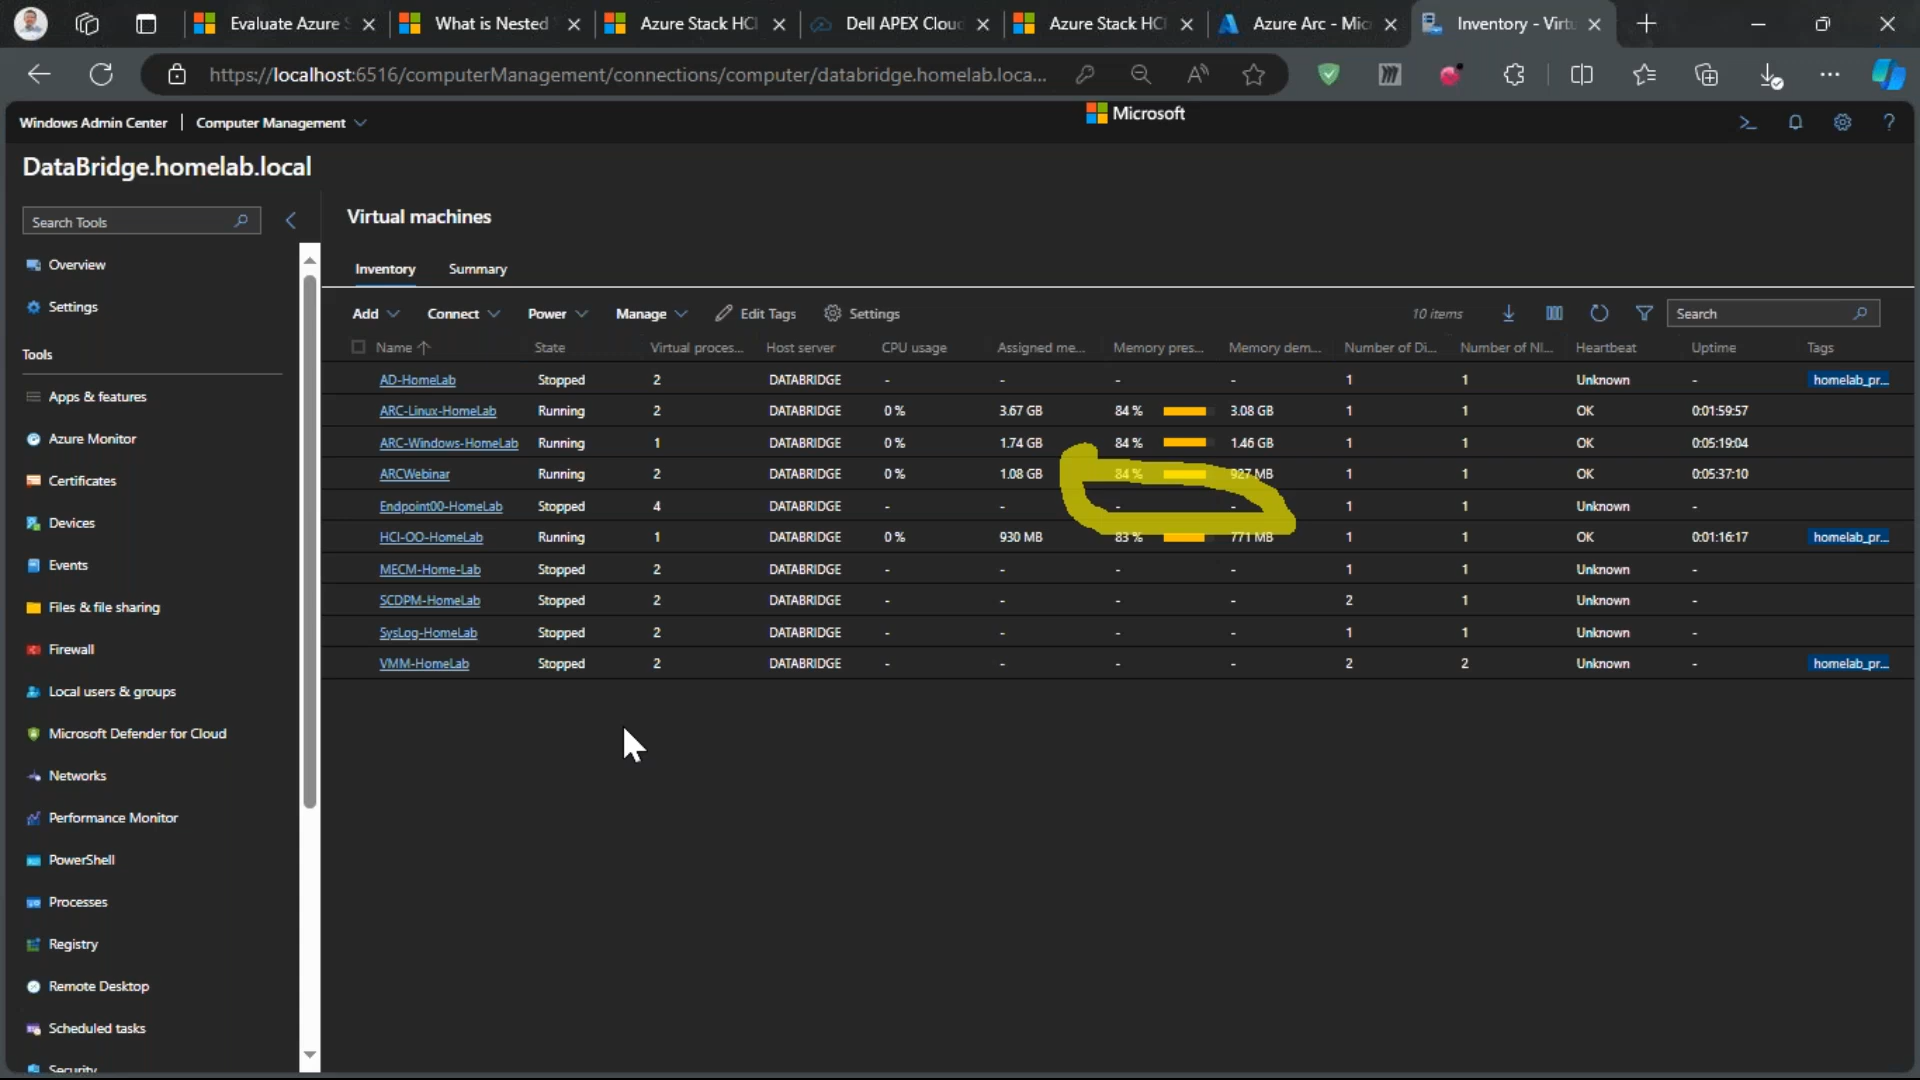 Evaluate Azure S
What is Nested
Azure Stack HCI
Dell APEX Cloud
Azure Stack HCI
Azure Arc - Mic
Inventory - Virtu
https://localhost:6516/computerManagement/connections/computer/databridge.homelab.loca...
Microsoft
Windows Admin Center | Computer Management
DataBridge.homelab.local
Search Tools
Overview
Settings
Tools
Apps & features
Azure Monitor
Certificates
Devices
Events
Files & file sharing
Firewall
Local users & groups
Microsoft Defender for Cloud
Networks
Performance Monitor
PowerShell
Processes
Registry
Remote Desktop
Scheduled tasks
Security
Virtual machines
Inventory Summary
Add Connect Power Manage Edit Tags Settings 10 items Search
Name State Virtual proces... Host server CPU usage Assigned me... Memory pres... Memory dem... Number of Di... Number of NI... Heartbeat Uptime Tags
AD-HomeLab Stopped 2 DATABRIDGE - - - - 1 1 Unknown - homelab_pr...
ARC-Linux-HomeLab Running 2 DATABRIDGE 0 % 3.67 GB 84 % 3.08 GB 1 1 OK 0:01:59:57
ARC-Windows-HomeLab Running 1 DATABRIDGE 0 % 1.74 GB 84 % 1.46 GB 1 1 OK 0:05:19:04
ARCWebinar Running 2 DATABRIDGE 0 % 1.08 GB 84 % 927 MB 1 1 OK 0:05:37:10
Endpoint00-HomeLab Stopped 4 DATABRIDGE - - - - 1 1 Unknown -
HCI-OO-HomeLab Running 1 DATABRIDGE 0 % 930 MB 83 % 771 MB 1 1 OK 0:01:16:17 homelab_pr...
MECM-Home-Lab Stopped 2 DATABRIDGE - - - - 1 1 Unknown -
SCDPM-HomeLab Stopped 2 DATABRIDGE - - - - 2 1 Unknown -
SysLog-HomeLab Stopped 2 DATABRIDGE - - - - 1 1 Unknown -
VMM-HomeLab Stopped 2 DATABRIDGE - - - - 2 2 Unknown - homelab_pr...